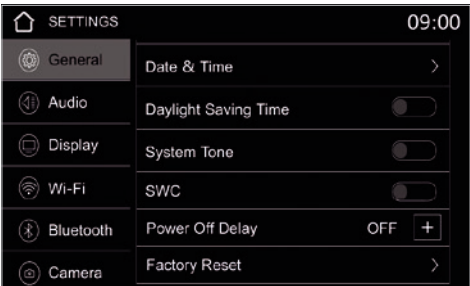 SETTINGS 09:00
General
Audio
Display
Wi-Fi
Bluetooth
Camera
Date & Time
Daylight Saving Time
System Tone
SWC
Power Off Delay OFF +
Factory Reset